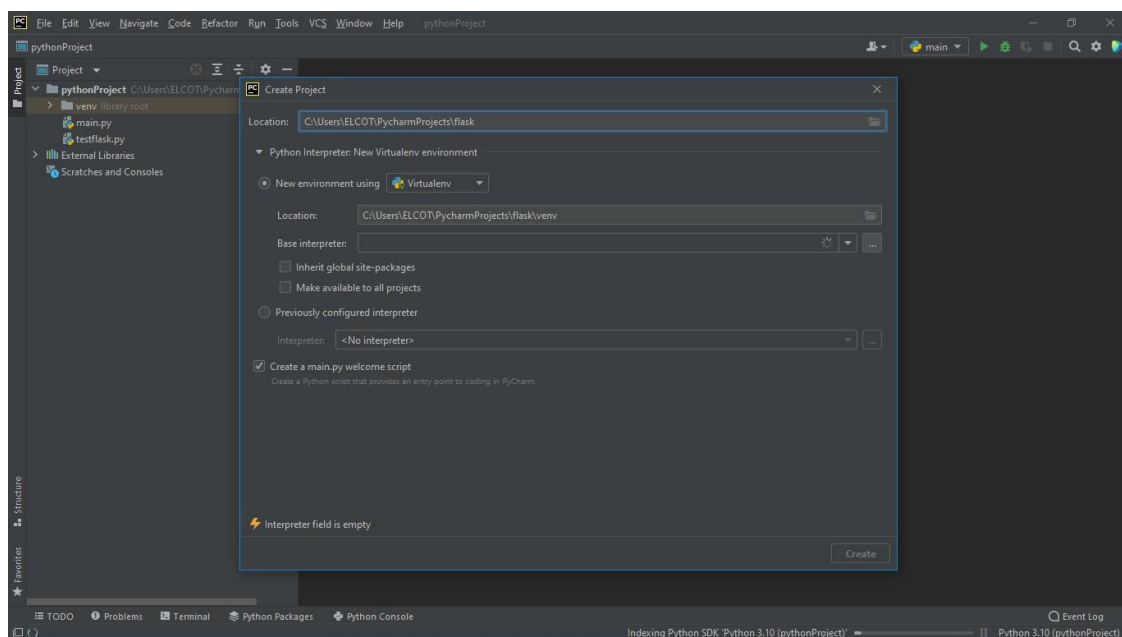 PC File Edit View Navigate Code Refactor Run Tools VCS Window Help pythonProject
pythonProject
main
Project
Project
pythonProject C:\Users\ELCOT\Pycharm
venv library root
main.py
testflask.py
External Libraries
Scratches and Consoles
PC Create Project
Location: C:\Users\ELCOT\PycharmProjects\flask
Python Interpreter: New Virtualenv environment
New environment using Virtualenv
Location: C:\Users\ELCOT\PycharmProjects\flask\venv
Base interpreter: ...
Inherit global site-packages
Make available to all projects
Previously configured interpreter
Interpreter: <No interpreter> ...
Create a main.py welcome script
Create a Python script that provides an entry point to coding in PyCharm.
Interpreter field is empty
Create
Structure
Favorites
TODO Problems Terminal Python Packages Python Console Event Log
Indexing Python SDK 'Python 3.10 (pythonProject)' Python 3.10 (pythonProject)